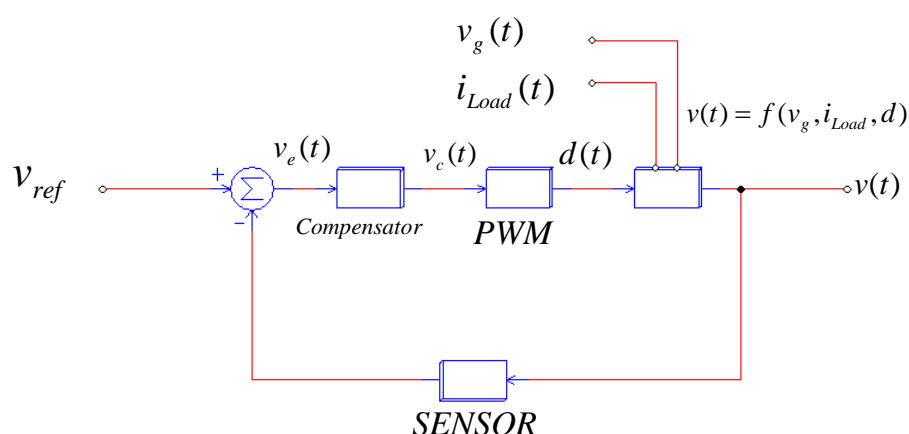 v_g(t)
i_Load(t)
v(t) = f(v_g, i_Load, d)
v_e(t)
v_c(t)
d(t)
v_ref
+
Σ
−
v(t)
Compensator
PWM
SENSOR